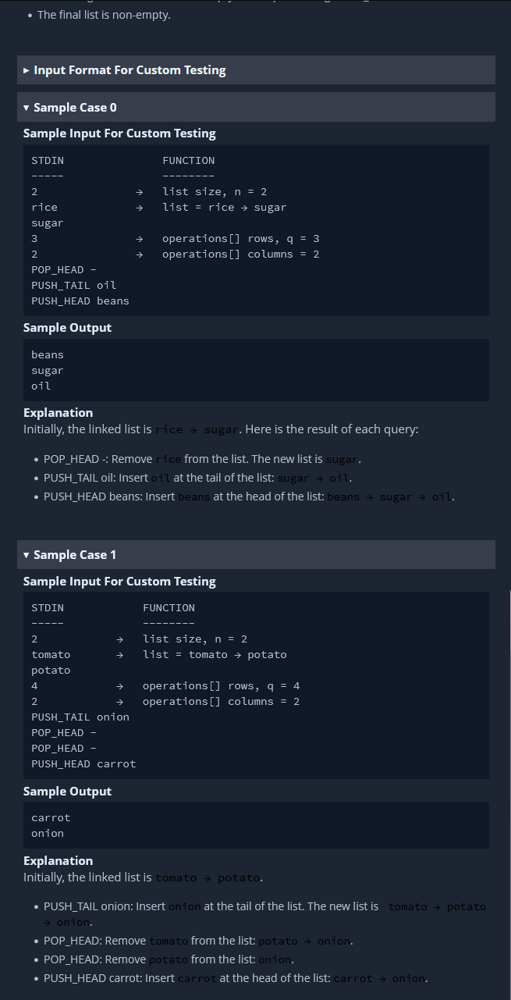 • The final list is non-empty.
▸ Input Format For Custom Testing
▾ Sample Case 0
Sample Input For Custom Testing
STDIN FUNCTION
----- --------
2 → list size, n = 2
rice → list = rice → sugar
sugar
3 → operations[] rows, q = 3
2 → operations[] columns = 2
POP_HEAD -
PUSH_TAIL oil
PUSH_HEAD beans
Sample Output
beans
sugar
oil
Explanation
Initially, the linked list is rice → sugar. Here is the result of each query:
• POP_HEAD -: Remove rice from the list. The new list is sugar.
• PUSH_TAIL oil: Insert oil at the tail of the list: sugar → oil.
• PUSH_HEAD beans: Insert beans at the head of the list: beans → sugar → oil.
▾ Sample Case 1
Sample Input For Custom Testing
STDIN FUNCTION
----- --------
2 → list size, n = 2
tomato → list = tomato → potato
potato
4 → operations[] rows, q = 4
2 → operations[] columns = 2
PUSH_TAIL onion
POP_HEAD -
POP_HEAD -
PUSH_HEAD carrot
Sample Output
carrot
onion
Explanation
Initially, the linked list is tomato → potato.
• PUSH_TAIL onion: Insert onion at the tail of the list. The new list is tomato → potato
→ onion.
• POP_HEAD: Remove tomato from the list: potato → onion.
• POP_HEAD: Remove potato from the list: onion.
• PUSH_HEAD carrot: Insert carrot at the head of the list: carrot → onion.